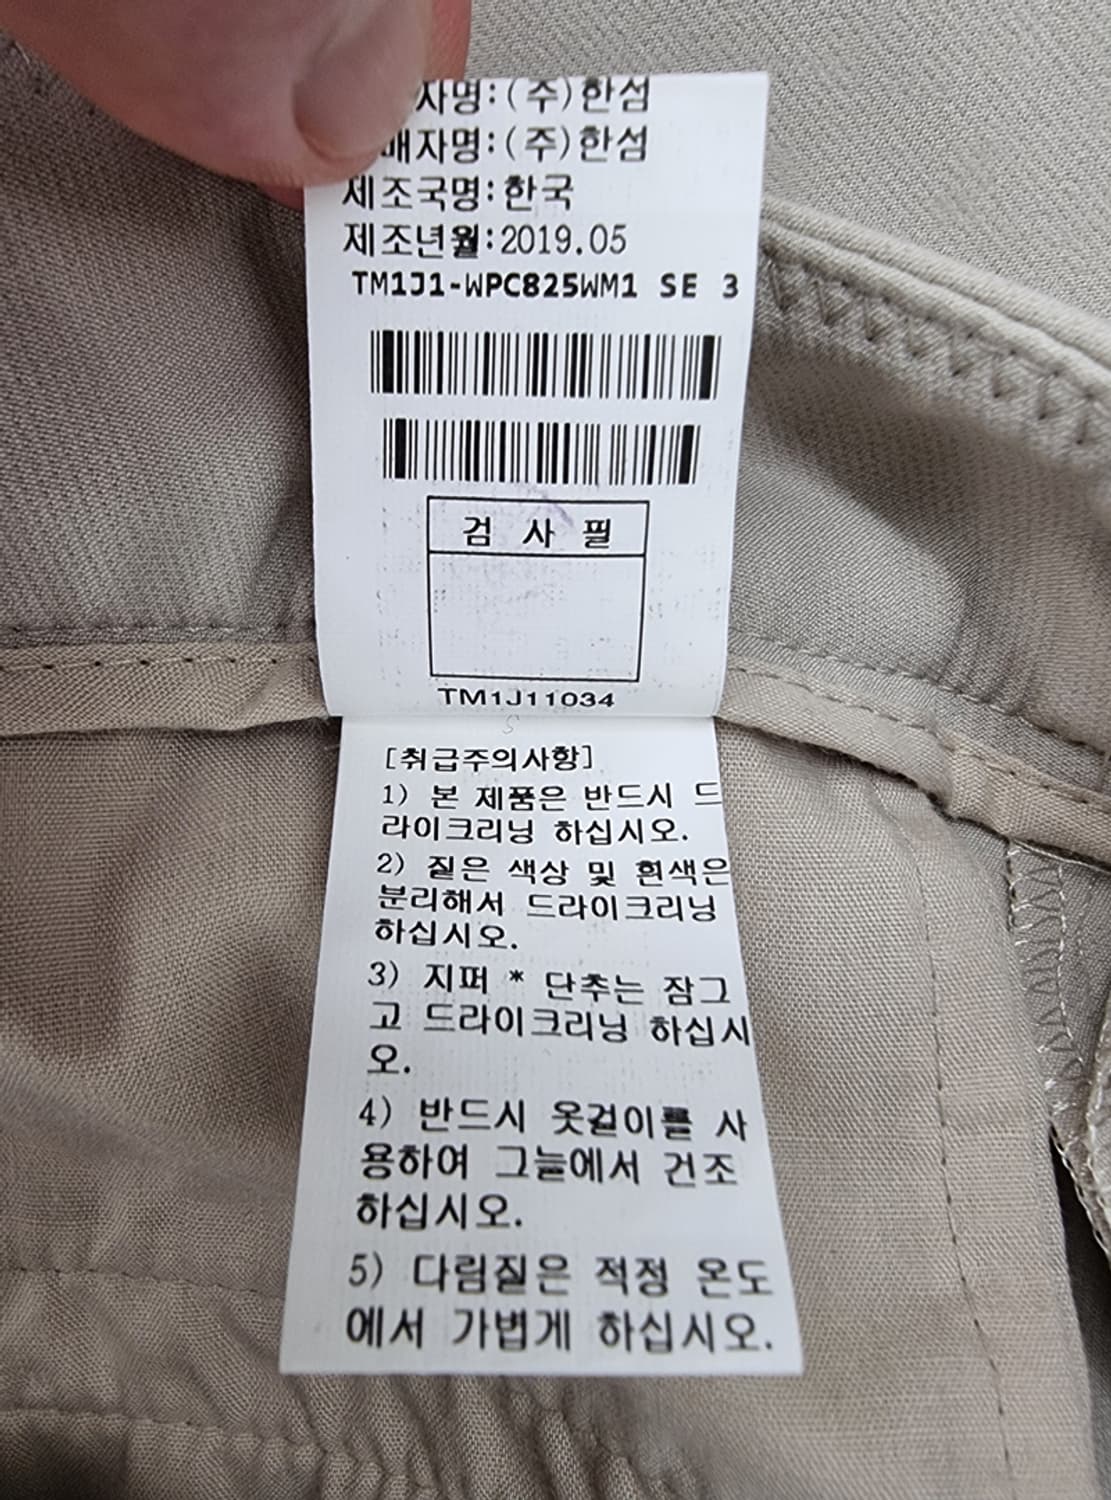 자명:(주)한섬
매자명:(주)한섬
제조국명:한국
제조년월:2019.05
TM1J1-WPC825WM1 SE 3
검 사 필
TM1J11034
[취급주의사항]
1) 본 제품은 반드시 드
라이크리닝 하십시오.
2) 질은 색상 및 흰색은
분리해서 드라이크리닝
하십시오.
3) 지퍼 * 단추는 잠그
고 드라이크리닝 하십시
오.
4) 반드시 옷걸이를 사
용하여 그늘에서 건조
하십시오.
5) 다림질은 적정 온도
에서 가볍게 하십시오.